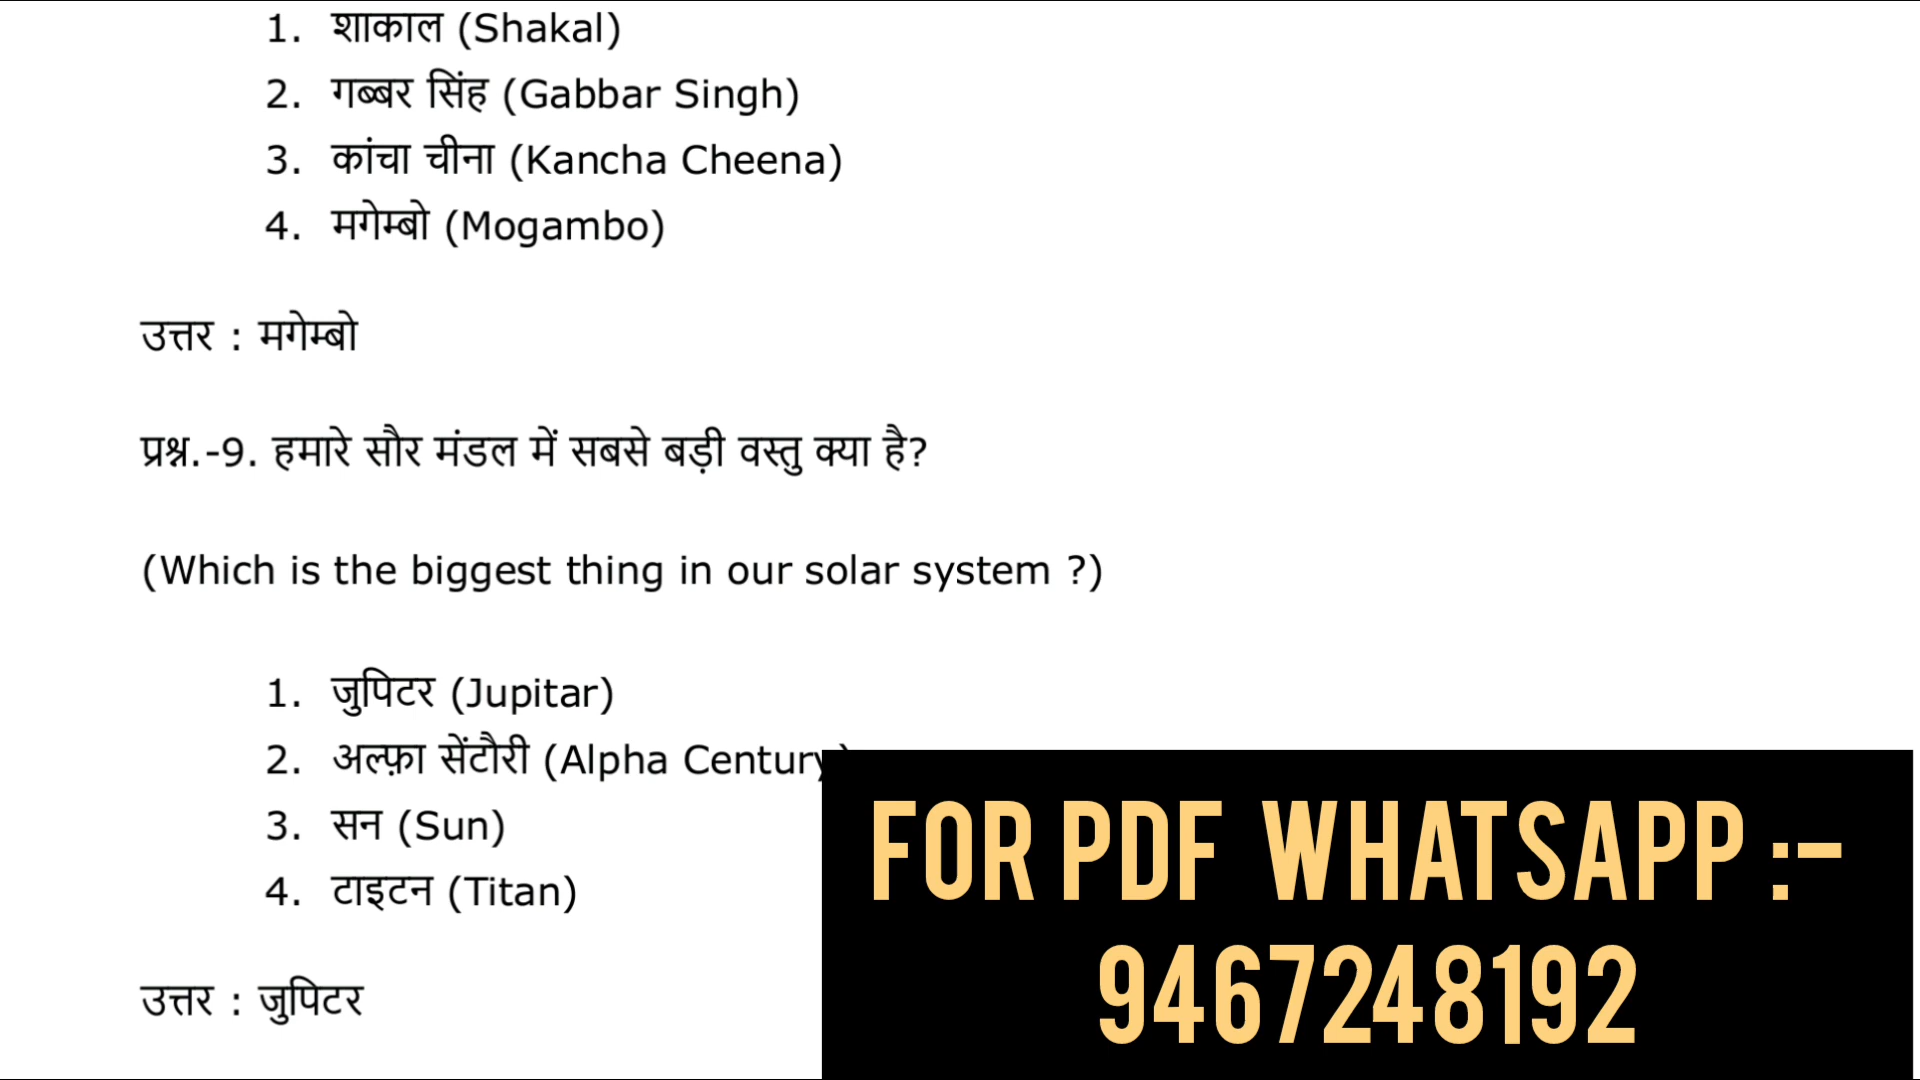 1. शाकाल (Shakal)
2. गब्बर सिंह (Gabbar Singh)
3. कांचा चीना (Kancha Cheena)
4. मगेम्बो (Mogambo)
उत्तर : मगेम्बो
प्रश्न.-9. हमारे सौर मंडल में सबसे बड़ी वस्तु क्या है?
(Which is the biggest thing in our solar system ?)
1. जुपिटर (Jupitar)
2. अल्फ़ा सेंटौरी (Alpha Century)
3. सन (Sun)
4. टाइटन (Titan)
उत्तर : जुपिटर
FOR PDF WHATSAPP :-
9467248192